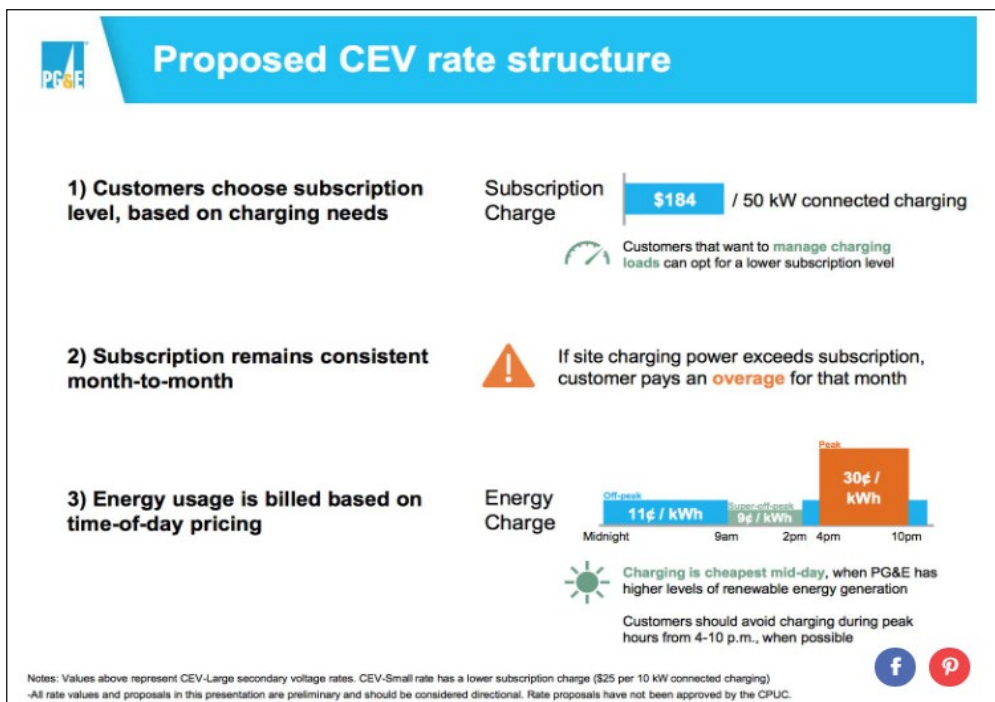 PG&E
Proposed CEV rate structure
1) Customers choose subscription
level, based on charging needs
Subscription
Charge
$184
/ 50 kW connected charging
Customers that want to manage charging
loads can opt for a lower subscription level
2) Subscription remains consistent
month-to-month
If site charging power exceeds subscription,
customer pays an overage for that month
3) Energy usage is billed based on
time-of-day pricing
Energy
Charge
Peak
30¢ /
kWh
Off-peak
11¢ / kWh
Super-off-peak
9¢ / kWh
Midnight 9am 2pm 4pm 10pm
Charging is cheapest mid-day, when PG&E has
higher levels of renewable energy generation
Customers should avoid charging during peak
hours from 4-10 p.m., when possible
Notes: Values above represent CEV-Large secondary voltage rates. CEV-Small rate has a lower subscription charge ($25 per 10 kW connected charging)
-All rate values and proposals in this presentation are preliminary and should be considered directional. Rate proposals have not been approved by the CPUC.